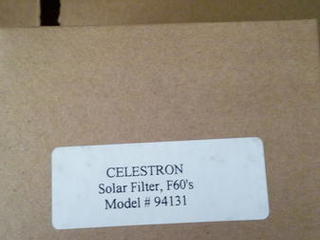 CELESTRON
Solar Filter, F60's
Model # 94131